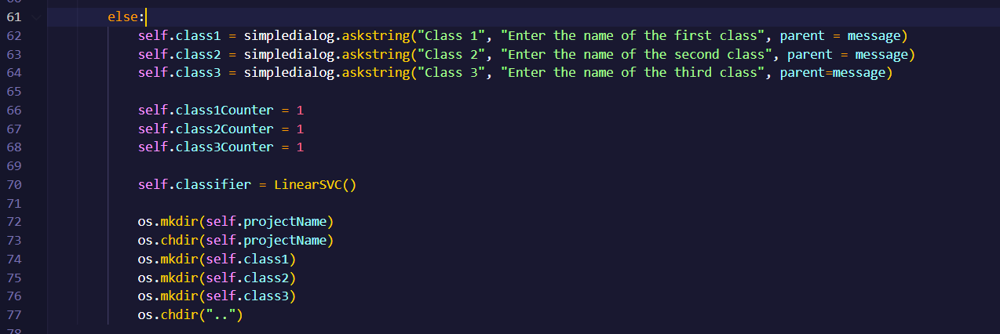 61 else:
62 self.class1 = simpledialog.askstring("Class 1", "Enter the name of the first class", parent = message)
63 self.class2 = simpledialog.askstring("Class 2", "Enter the name of the second class", parent = message)
64 self.class3 = simpledialog.askstring("Class 3", "Enter the name of the third class", parent=message)
65
66 self.class1Counter = 1
67 self.class2Counter = 1
68 self.class3Counter = 1
69
70 self.classifier = LinearSVC()
71
72 os.mkdir(self.projectName)
73 os.chdir(self.projectName)
74 os.mkdir(self.class1)
75 os.mkdir(self.class2)
76 os.mkdir(self.class3)
77 os.chdir("..")